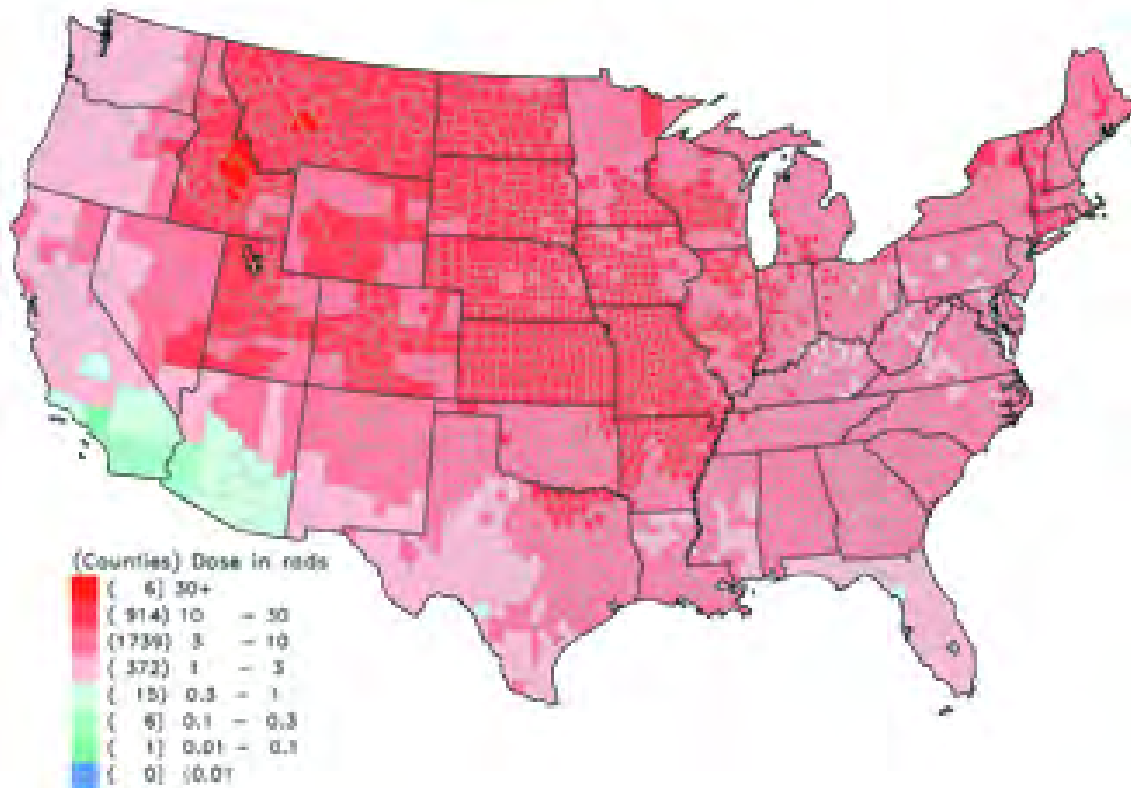 (Counties) Dose in rads
( 6) 30+
( 914) 10 - 30
(1739) 3 - 10
( 372) 1 - 3
( 15) 0.3 - 1
( 6) 0.1 - 0.3
( 1) 0.01 - 0.1
( 0) <0.01